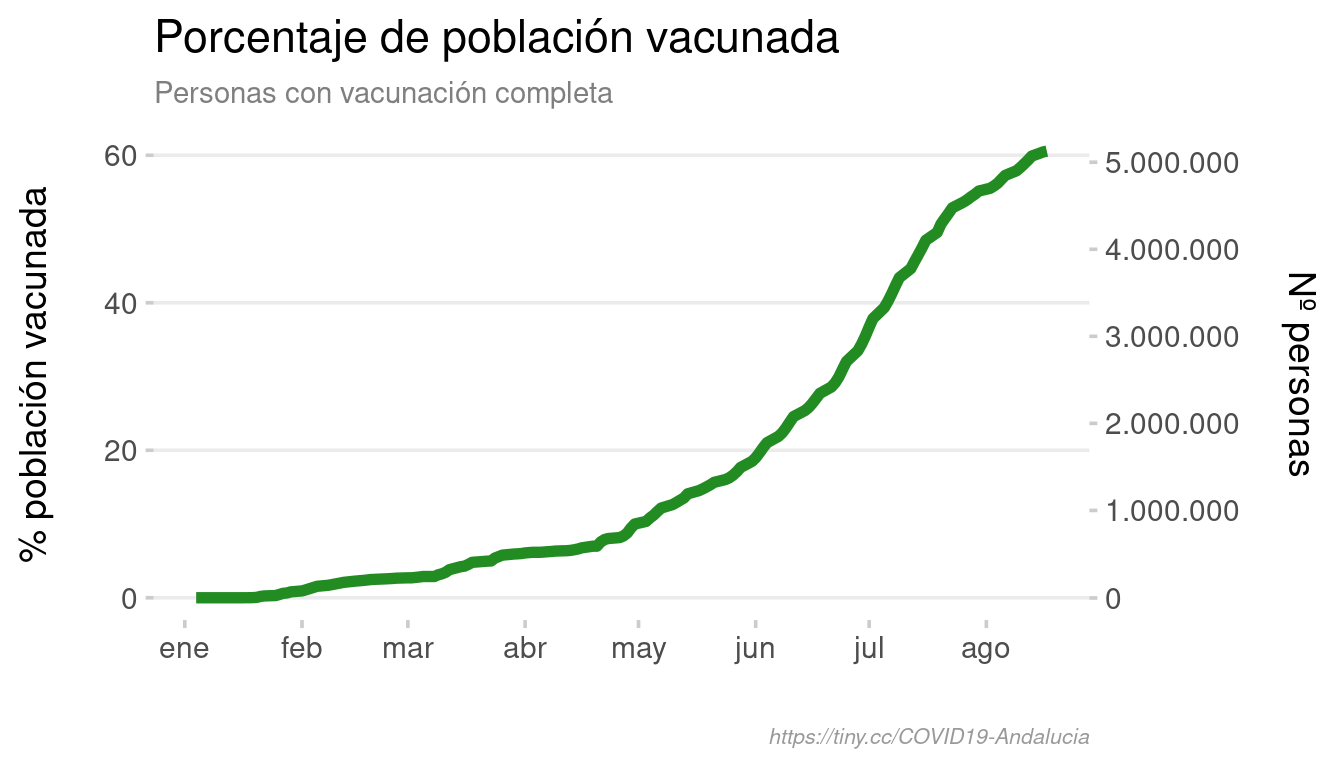 Porcentaje de población vacunada
Personas con vacunación completa
% población vacunada
60
40
20
0
5.000.000
4.000.000
3.000.000
2.000.000
1.000.000
0
Nº personas
ene feb mar abr may jun jul ago
https://tiny.cc/COVID19-Andalucia